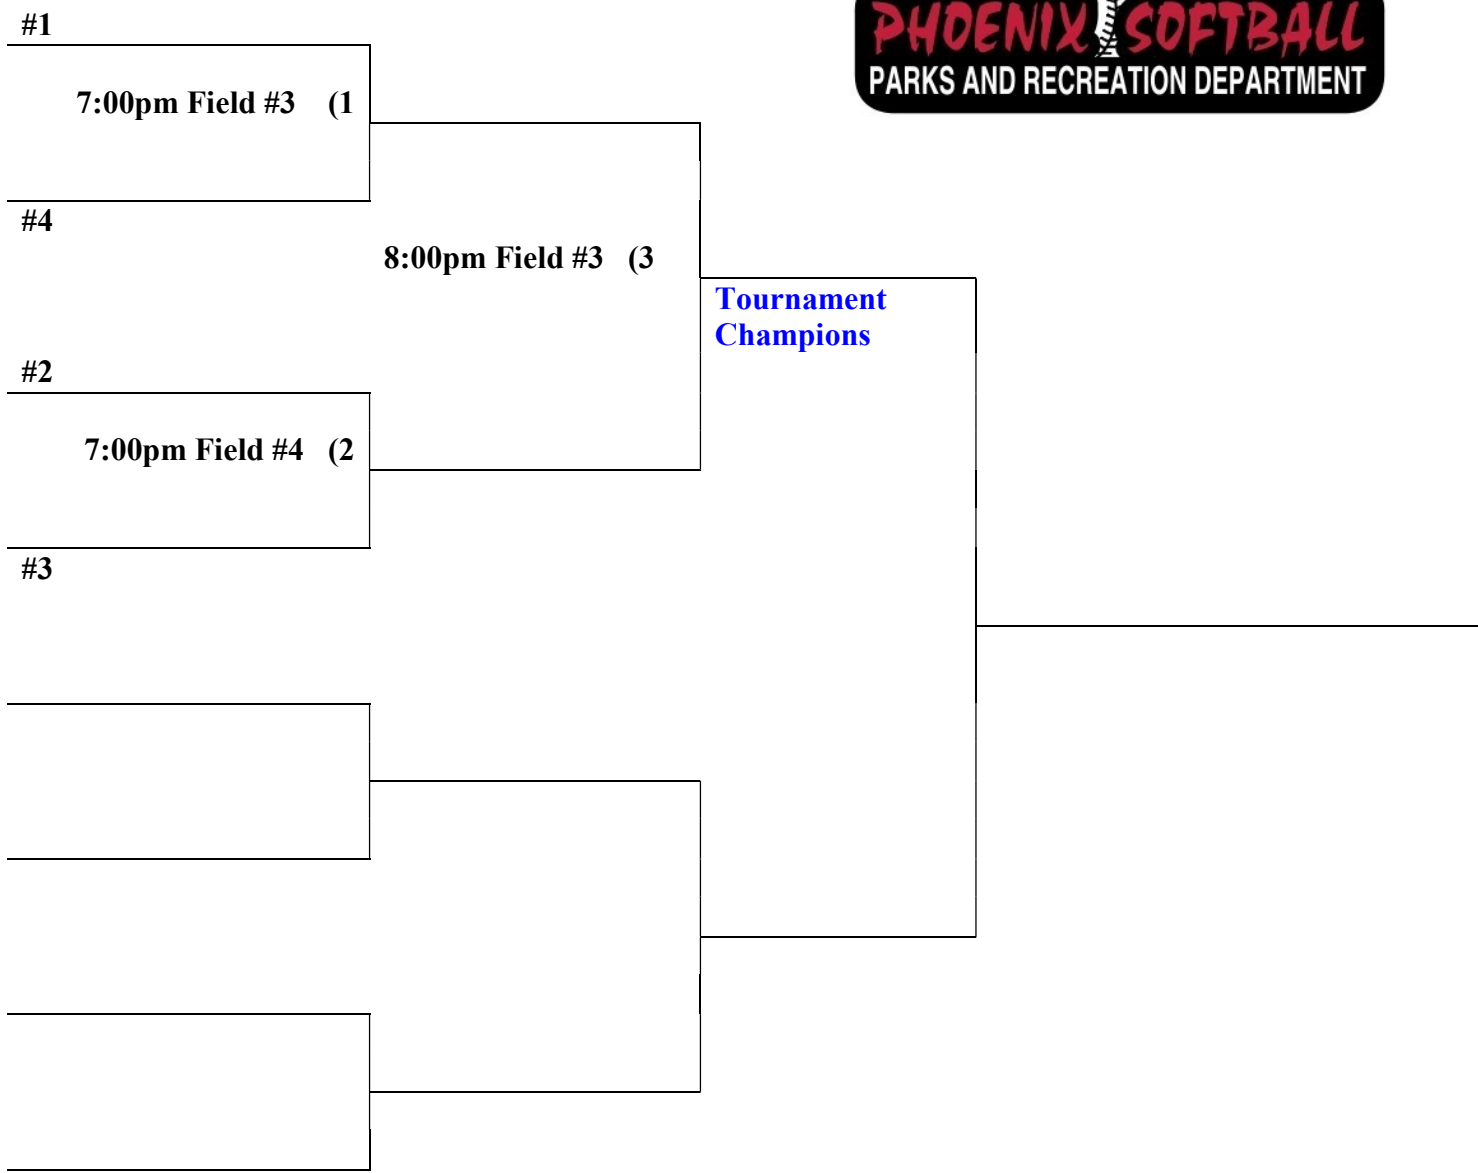 #1
PHOENIX SOFTBALL
PARKS AND RECREATION DEPARTMENT
7:00pm Field #3 (1
#4
8:00pm Field #3 (3
Tournament
Champions
#2
7:00pm Field #4 (2
#3